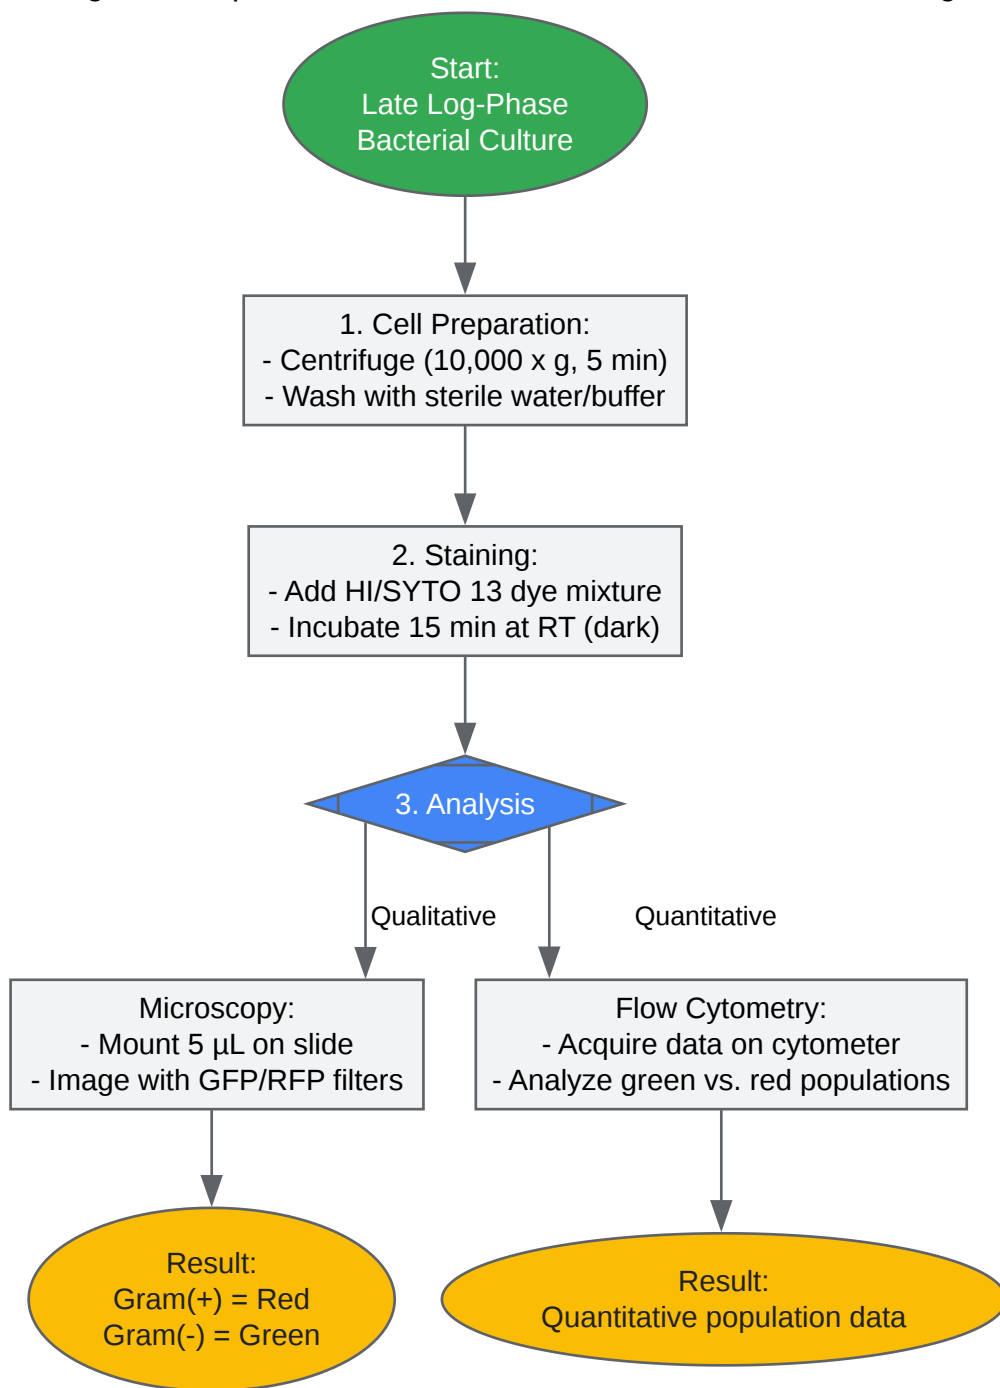 Start:
Late Log-Phase
Bacterial Culture
1. Cell Preparation:
- Centrifuge (10,000 x g, 5 min)
- Wash with sterile water/buffer
2. Staining:
- Add HI/SYTO 13 dye mixture
- Incubate 15 min at RT (dark)
3. Analysis
Qualitative
Quantitative
Microscopy:
- Mount 5 µL on slide
- Image with GFP/RFP filters
Flow Cytometry:
- Acquire data on cytometer
- Analyze green vs. red populations
Result:
Gram(+) = Red
Gram(-) = Green
Result:
Quantitative population data